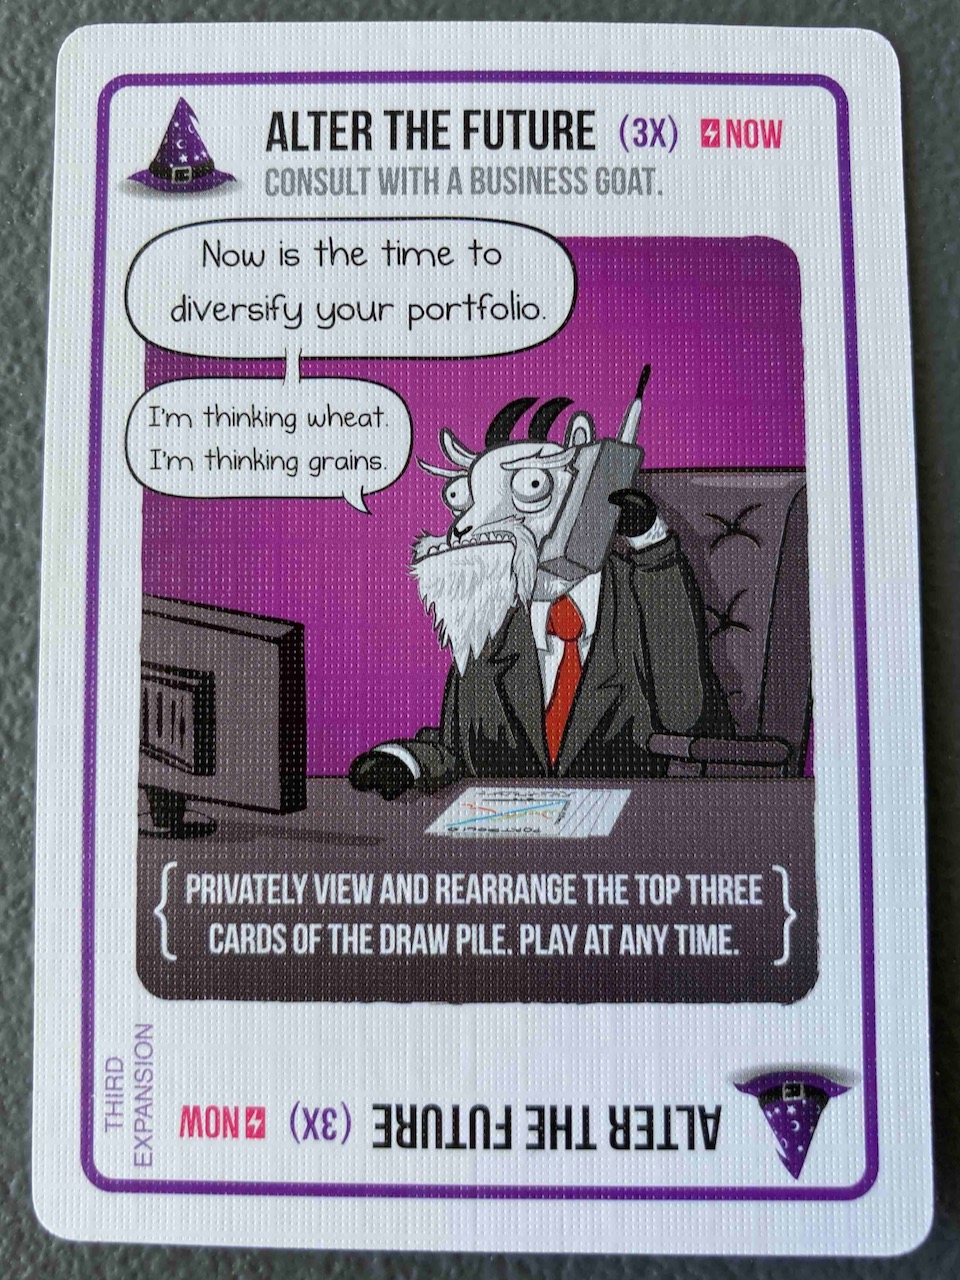 ALTER THE FUTURE (3X) NOW
CONSULT WITH A BUSINESS GOAT.
Now is the time to
diversify your portfolio.
I'm thinking wheat.
I'm thinking grains.
PORTFOLIO
{ PRIVATELY VIEW AND REARRANGE THE TOP THREE
CARDS OF THE DRAW PILE. PLAY AT ANY TIME. }
THIRD
EXPANSION
ALTER THE FUTURE (3X) NOW